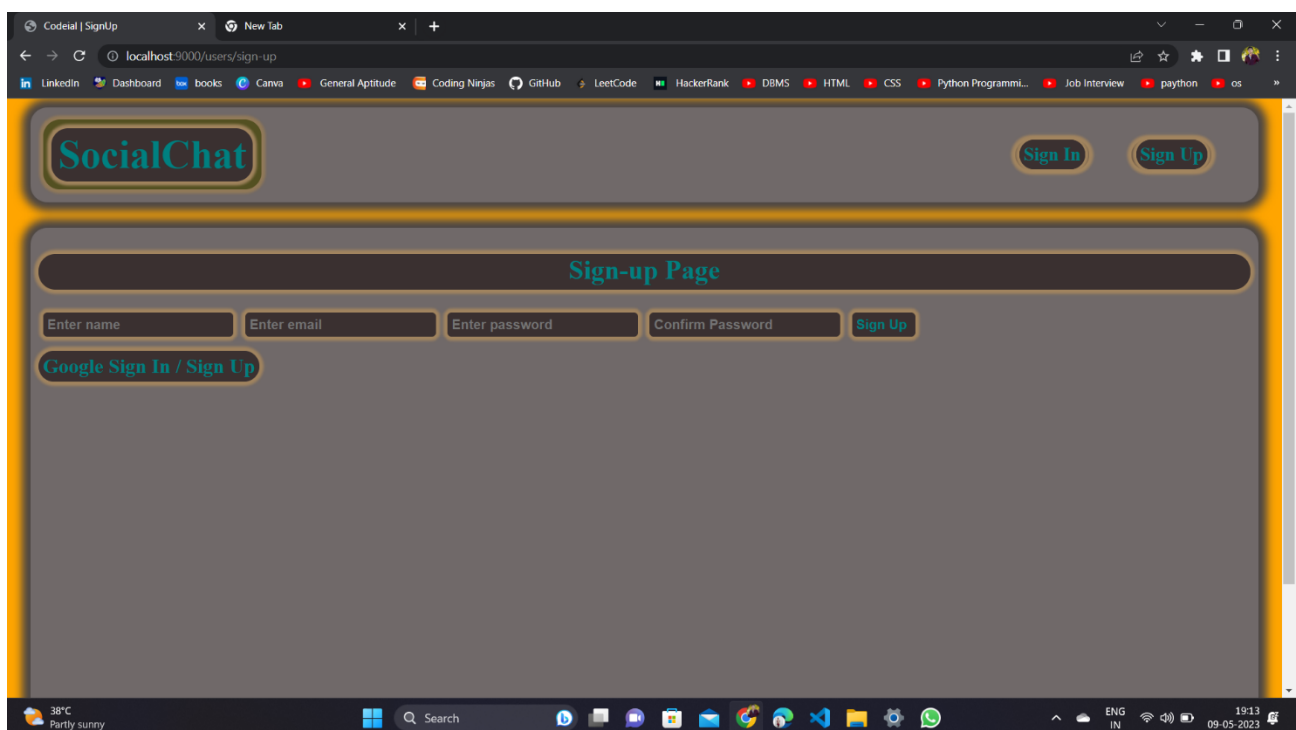 Codeial | SignUp
New Tab
localhost:9000/users/sign-up
LinkedIn Dashboard books Canva General Aptitude Coding Ninjas GitHub LeetCode HackerRank DBMS HTML CSS Python Programmi... Job Interview paython os »
SocialChat
Sign In
Sign Up
Sign-up Page
Enter name Enter email Enter password Confirm Password Sign Up
Google Sign In / Sign Up
38°C
Partly sunny
Search
ENG
IN
19:13
09-05-2023